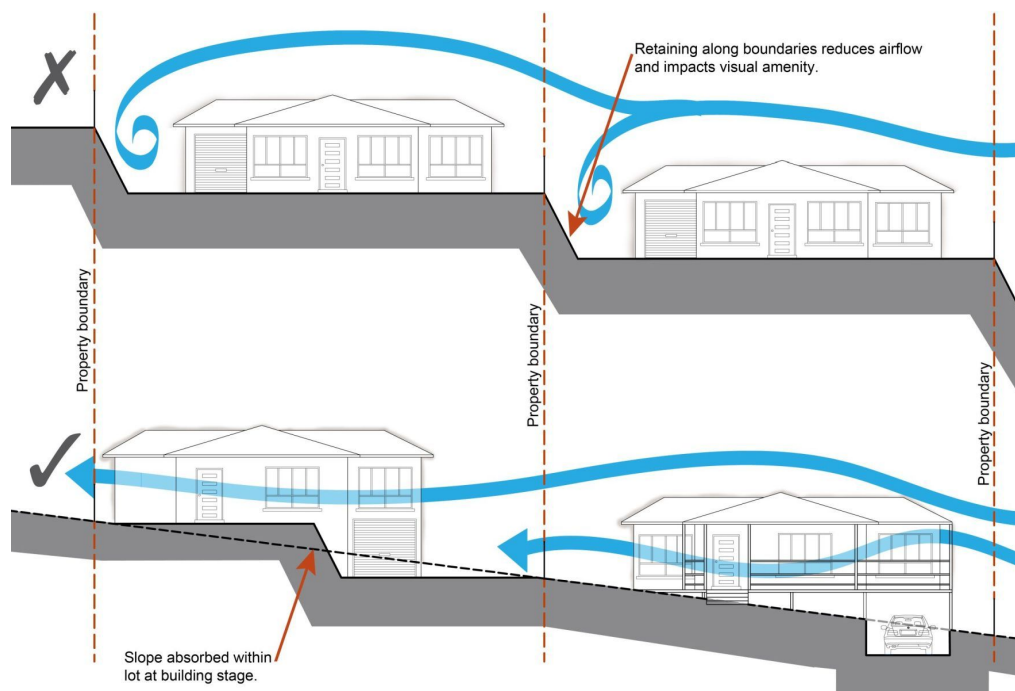 Retaining along boundaries reduces airflow
and impacts visual amenity.
Property boundary
Property boundary
Property boundary
Slope absorbed within
lot at building stage.